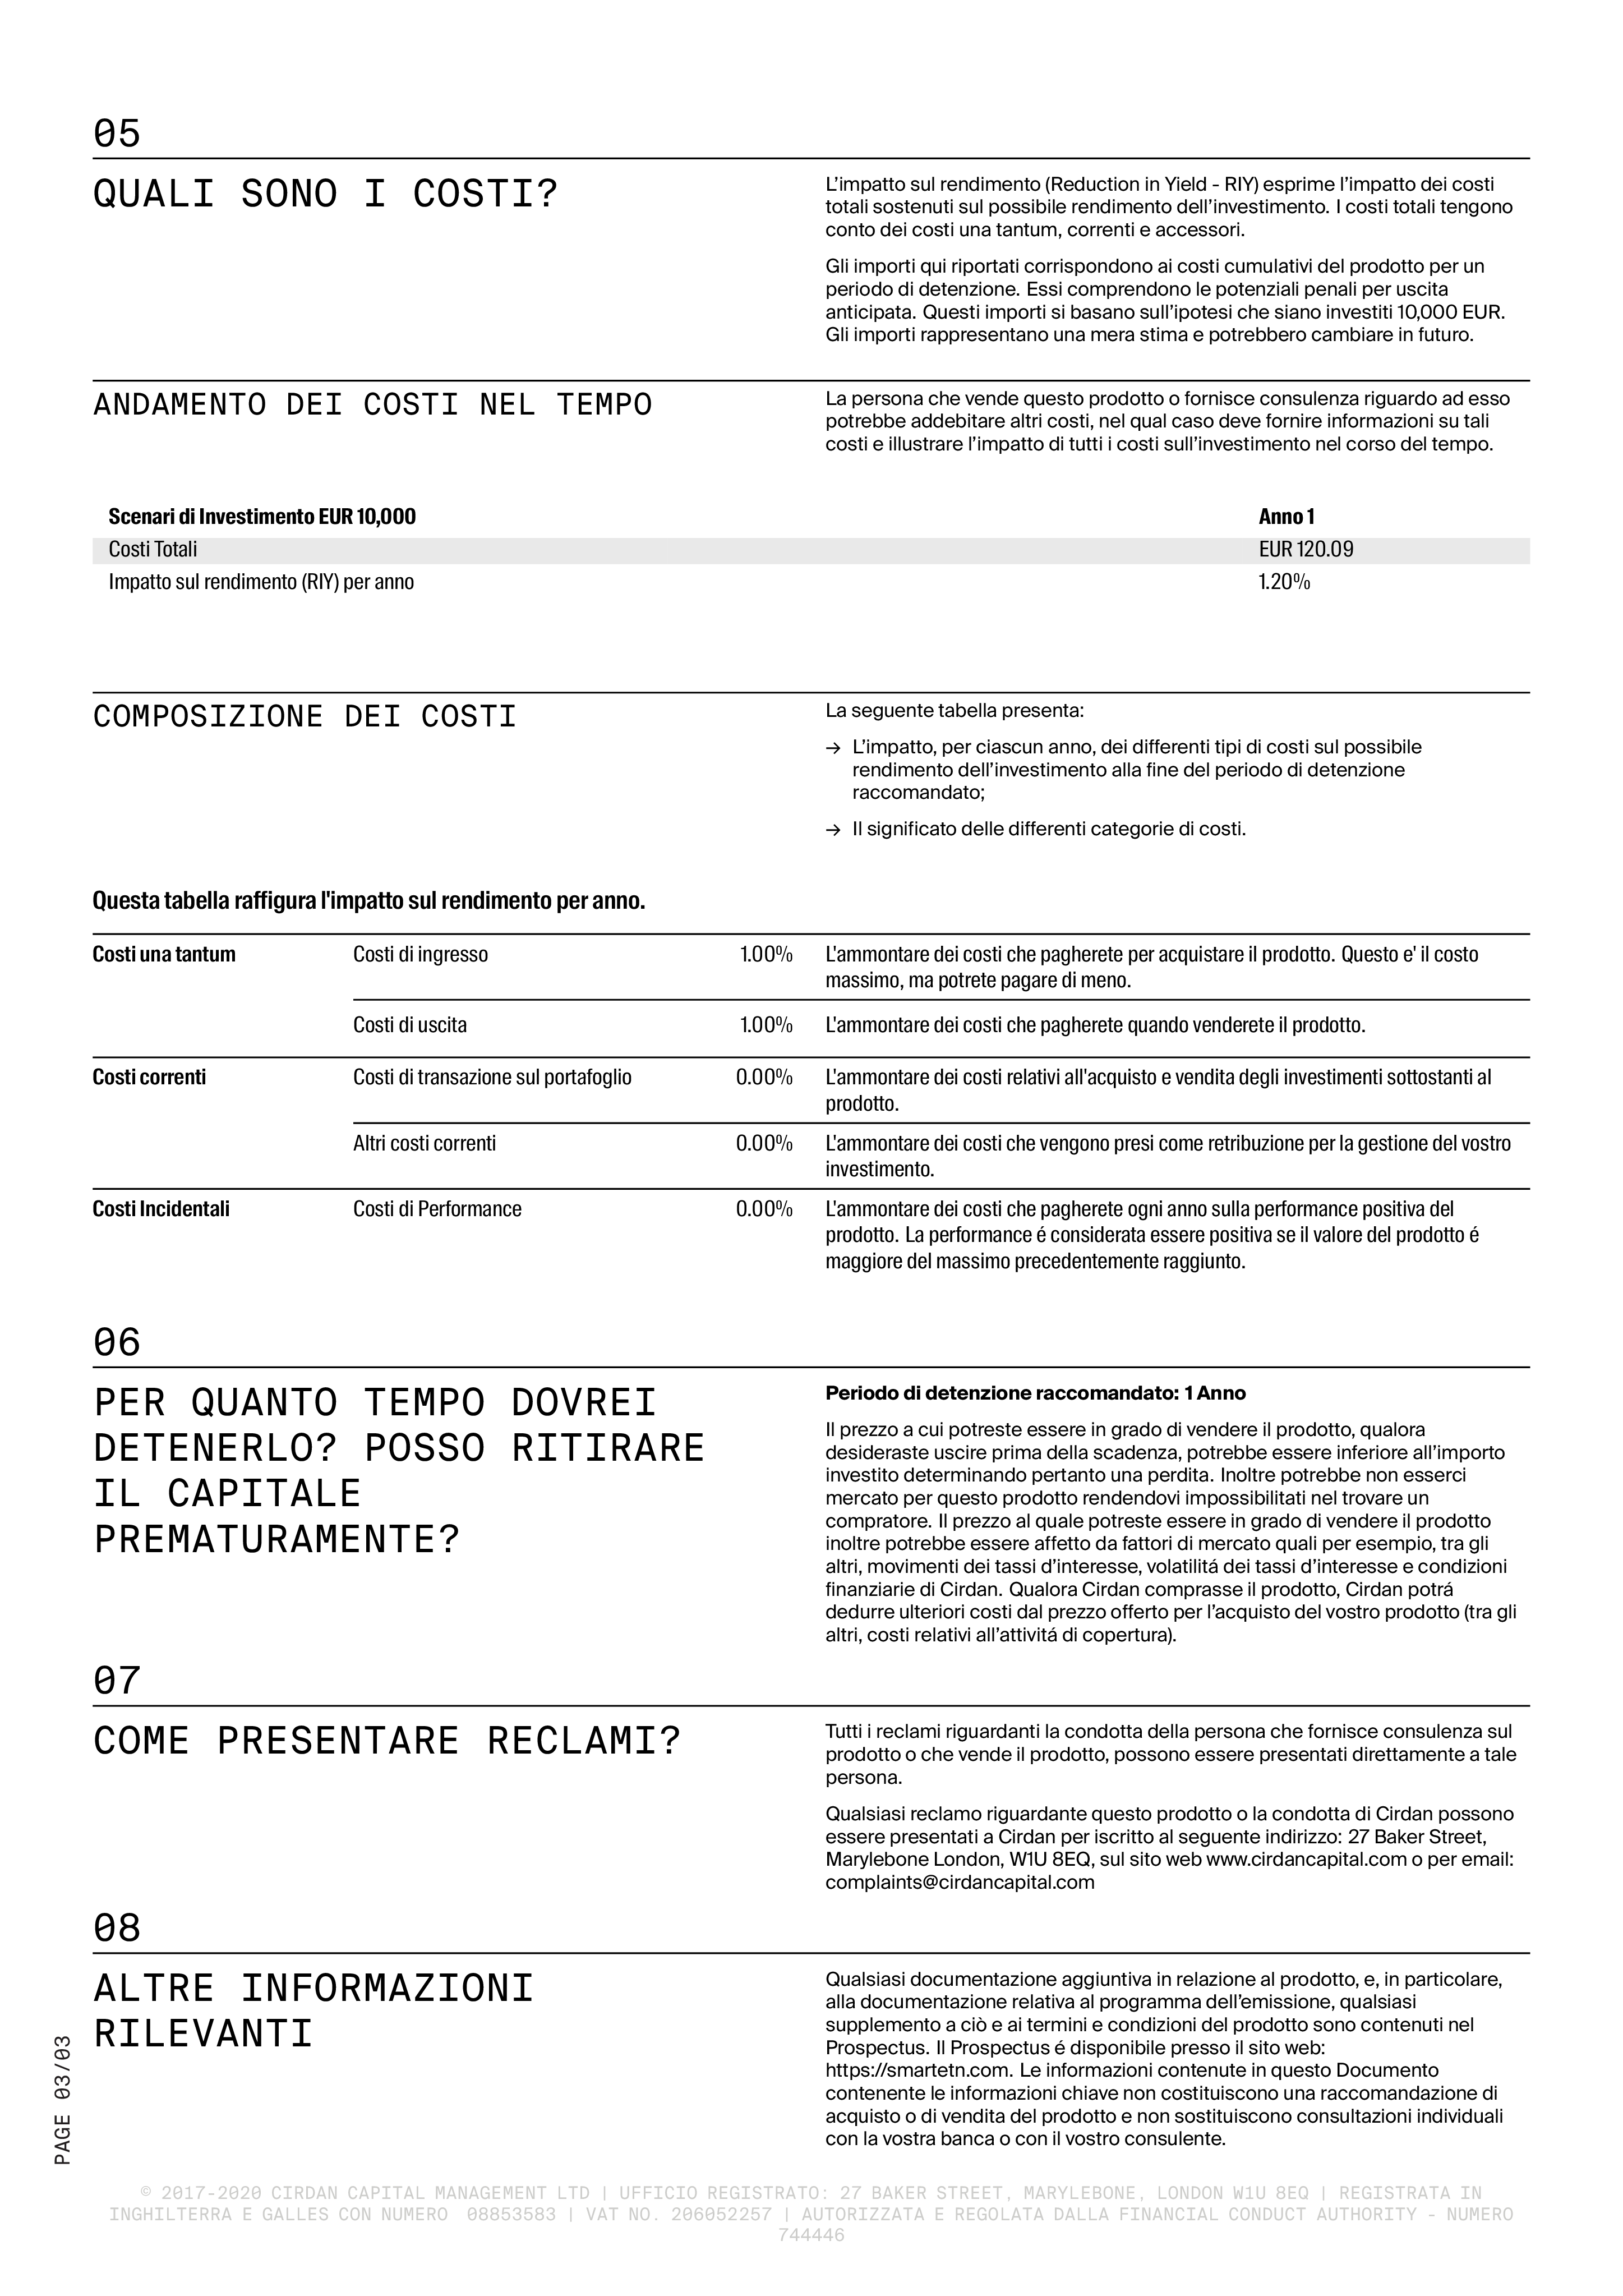 05
QUALI SONO I COSTI?
L’impatto sul rendimento (Reduction in Yield - RIY) esprime l’impatto dei costi
totali sostenuti sul possibile rendimento dell’investimento. I costi totali tengono
conto dei costi una tantum, correnti e accessori.
Gli importi qui riportati corrispondono ai costi cumulativi del prodotto per un
periodo di detenzione. Essi comprendono le potenziali penali per uscita
anticipata. Questi importi si basano sull’ipotesi che siano investiti 10,000 EUR.
Gli importi rappresentano una mera stima e potrebbero cambiare in futuro.
ANDAMENTO DEI COSTI NEL TEMPO
La persona che vende questo prodotto o fornisce consulenza riguardo ad esso
potrebbe addebitare altri costi, nel qual caso deve fornire informazioni su tali
costi e illustrare l’impatto di tutti i costi sull’investimento nel corso del tempo.
Scenari di Investimento EUR 10,000 Anno 1
Costi Totali EUR 120.09
Impatto sul rendimento (RIY) per anno 1.20%
COMPOSIZIONE DEI COSTI
La seguente tabella presenta:
→ L’impatto, per ciascun anno, dei differenti tipi di costi sul possibile
rendimento dell’investimento alla fine del periodo di detenzione
raccomandato;
→ Il significato delle differenti categorie di costi.
Questa tabella raffigura l'impatto sul rendimento per anno.
Costi una tantum Costi di ingresso 1.00% L'ammontare dei costi che pagherete per acquistare il prodotto. Questo e' il costo
massimo, ma potrete pagare di meno.
Costi di uscita 1.00% L'ammontare dei costi che pagherete quando venderete il prodotto.
Costi correnti Costi di transazione sul portafoglio 0.00% L'ammontare dei costi relativi all'acquisto e vendita degli investimenti sottostanti al
prodotto.
Altri costi correnti 0.00% L'ammontare dei costi che vengono presi come retribuzione per la gestione del vostro
investimento.
Costi Incidentali Costi di Performance 0.00% L'ammontare dei costi che pagherete ogni anno sulla performance positiva del
prodotto. La performance é considerata essere positiva se il valore del prodotto é
maggiore del massimo precedentemente raggiunto.
06
PER QUANTO TEMPO DOVREI
DETENERLO? POSSO RITIRARE
IL CAPITALE
PREMATURAMENTE?
Periodo di detenzione raccomandato: 1 Anno
Il prezzo a cui potreste essere in grado di vendere il prodotto, qualora
desideraste uscire prima della scadenza, potrebbe essere inferiore all’importo
investito determinando pertanto una perdita. Inoltre potrebbe non esserci
mercato per questo prodotto rendendovi impossibilitati nel trovare un
compratore. Il prezzo al quale potreste essere in grado di vendere il prodotto
inoltre potrebbe essere affetto da fattori di mercato quali per esempio, tra gli
altri, movimenti dei tassi d’interesse, volatilitá dei tassi d’interesse e condizioni
finanziarie di Cirdan. Qualora Cirdan comprasse il prodotto, Cirdan potrá
dedurre ulteriori costi dal prezzo offerto per l’acquisto del vostro prodotto (tra gli
altri, costi relativi all’attivitá di copertura).
07
COME PRESENTARE RECLAMI?
Tutti i reclami riguardanti la condotta della persona che fornisce consulenza sul
prodotto o che vende il prodotto, possono essere presentati direttamente a tale
persona.
Qualsiasi reclamo riguardante questo prodotto o la condotta di Cirdan possono
essere presentati a Cirdan per iscritto al seguente indirizzo: 27 Baker Street,
Marylebone London, W1U 8EQ, sul sito web www.cirdancapital.com o per email:
complaints@cirdancapital.com
08
ALTRE INFORMAZIONI
RILEVANTI
Qualsiasi documentazione aggiuntiva in relazione al prodotto, e, in particolare,
alla documentazione relativa al programma dell’emissione, qualsiasi
supplemento a ciò e ai termini e condizioni del prodotto sono contenuti nel
Prospectus. Il Prospectus é disponibile presso il sito web:
https://smartetn.com. Le informazioni contenute in questo Documento
contenente le informazioni chiave non costituiscono una raccomandazione di
acquisto o di vendita del prodotto e non sostituiscono consultazioni individuali
con la vostra banca o con il vostro consulente.
PAGE 03/03
© 2017-2020 CIRDAN CAPITAL MANAGEMENT LTD | UFFICIO REGISTRATO: 27 BAKER STREET, MARYLEBONE, LONDON W1U 8EQ | REGISTRATA IN
INGHILTERRA E GALLES CON NUMERO 08853583 | VAT NO. 206052257 | AUTORIZZATA E REGOLATA DALLA FINANCIAL CONDUCT AUTHORITY - NUMERO
744446